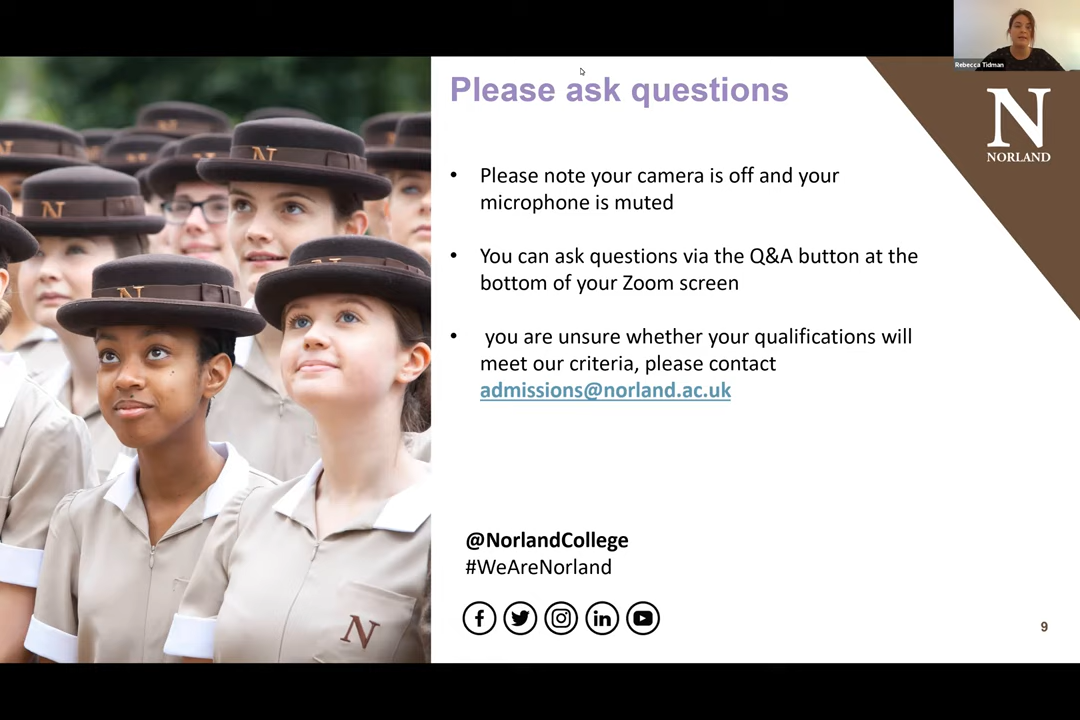 Rebecca Tidman
Please ask questions
N
NORLAND
• Please note your camera is off and your
microphone is muted
• You can ask questions via the Q&A button at the
bottom of your Zoom screen
• you are unsure whether your qualifications will
meet our criteria, please contact
admissions@norland.ac.uk
@NorlandCollege
#WeAreNorland
9
N
N
N
N